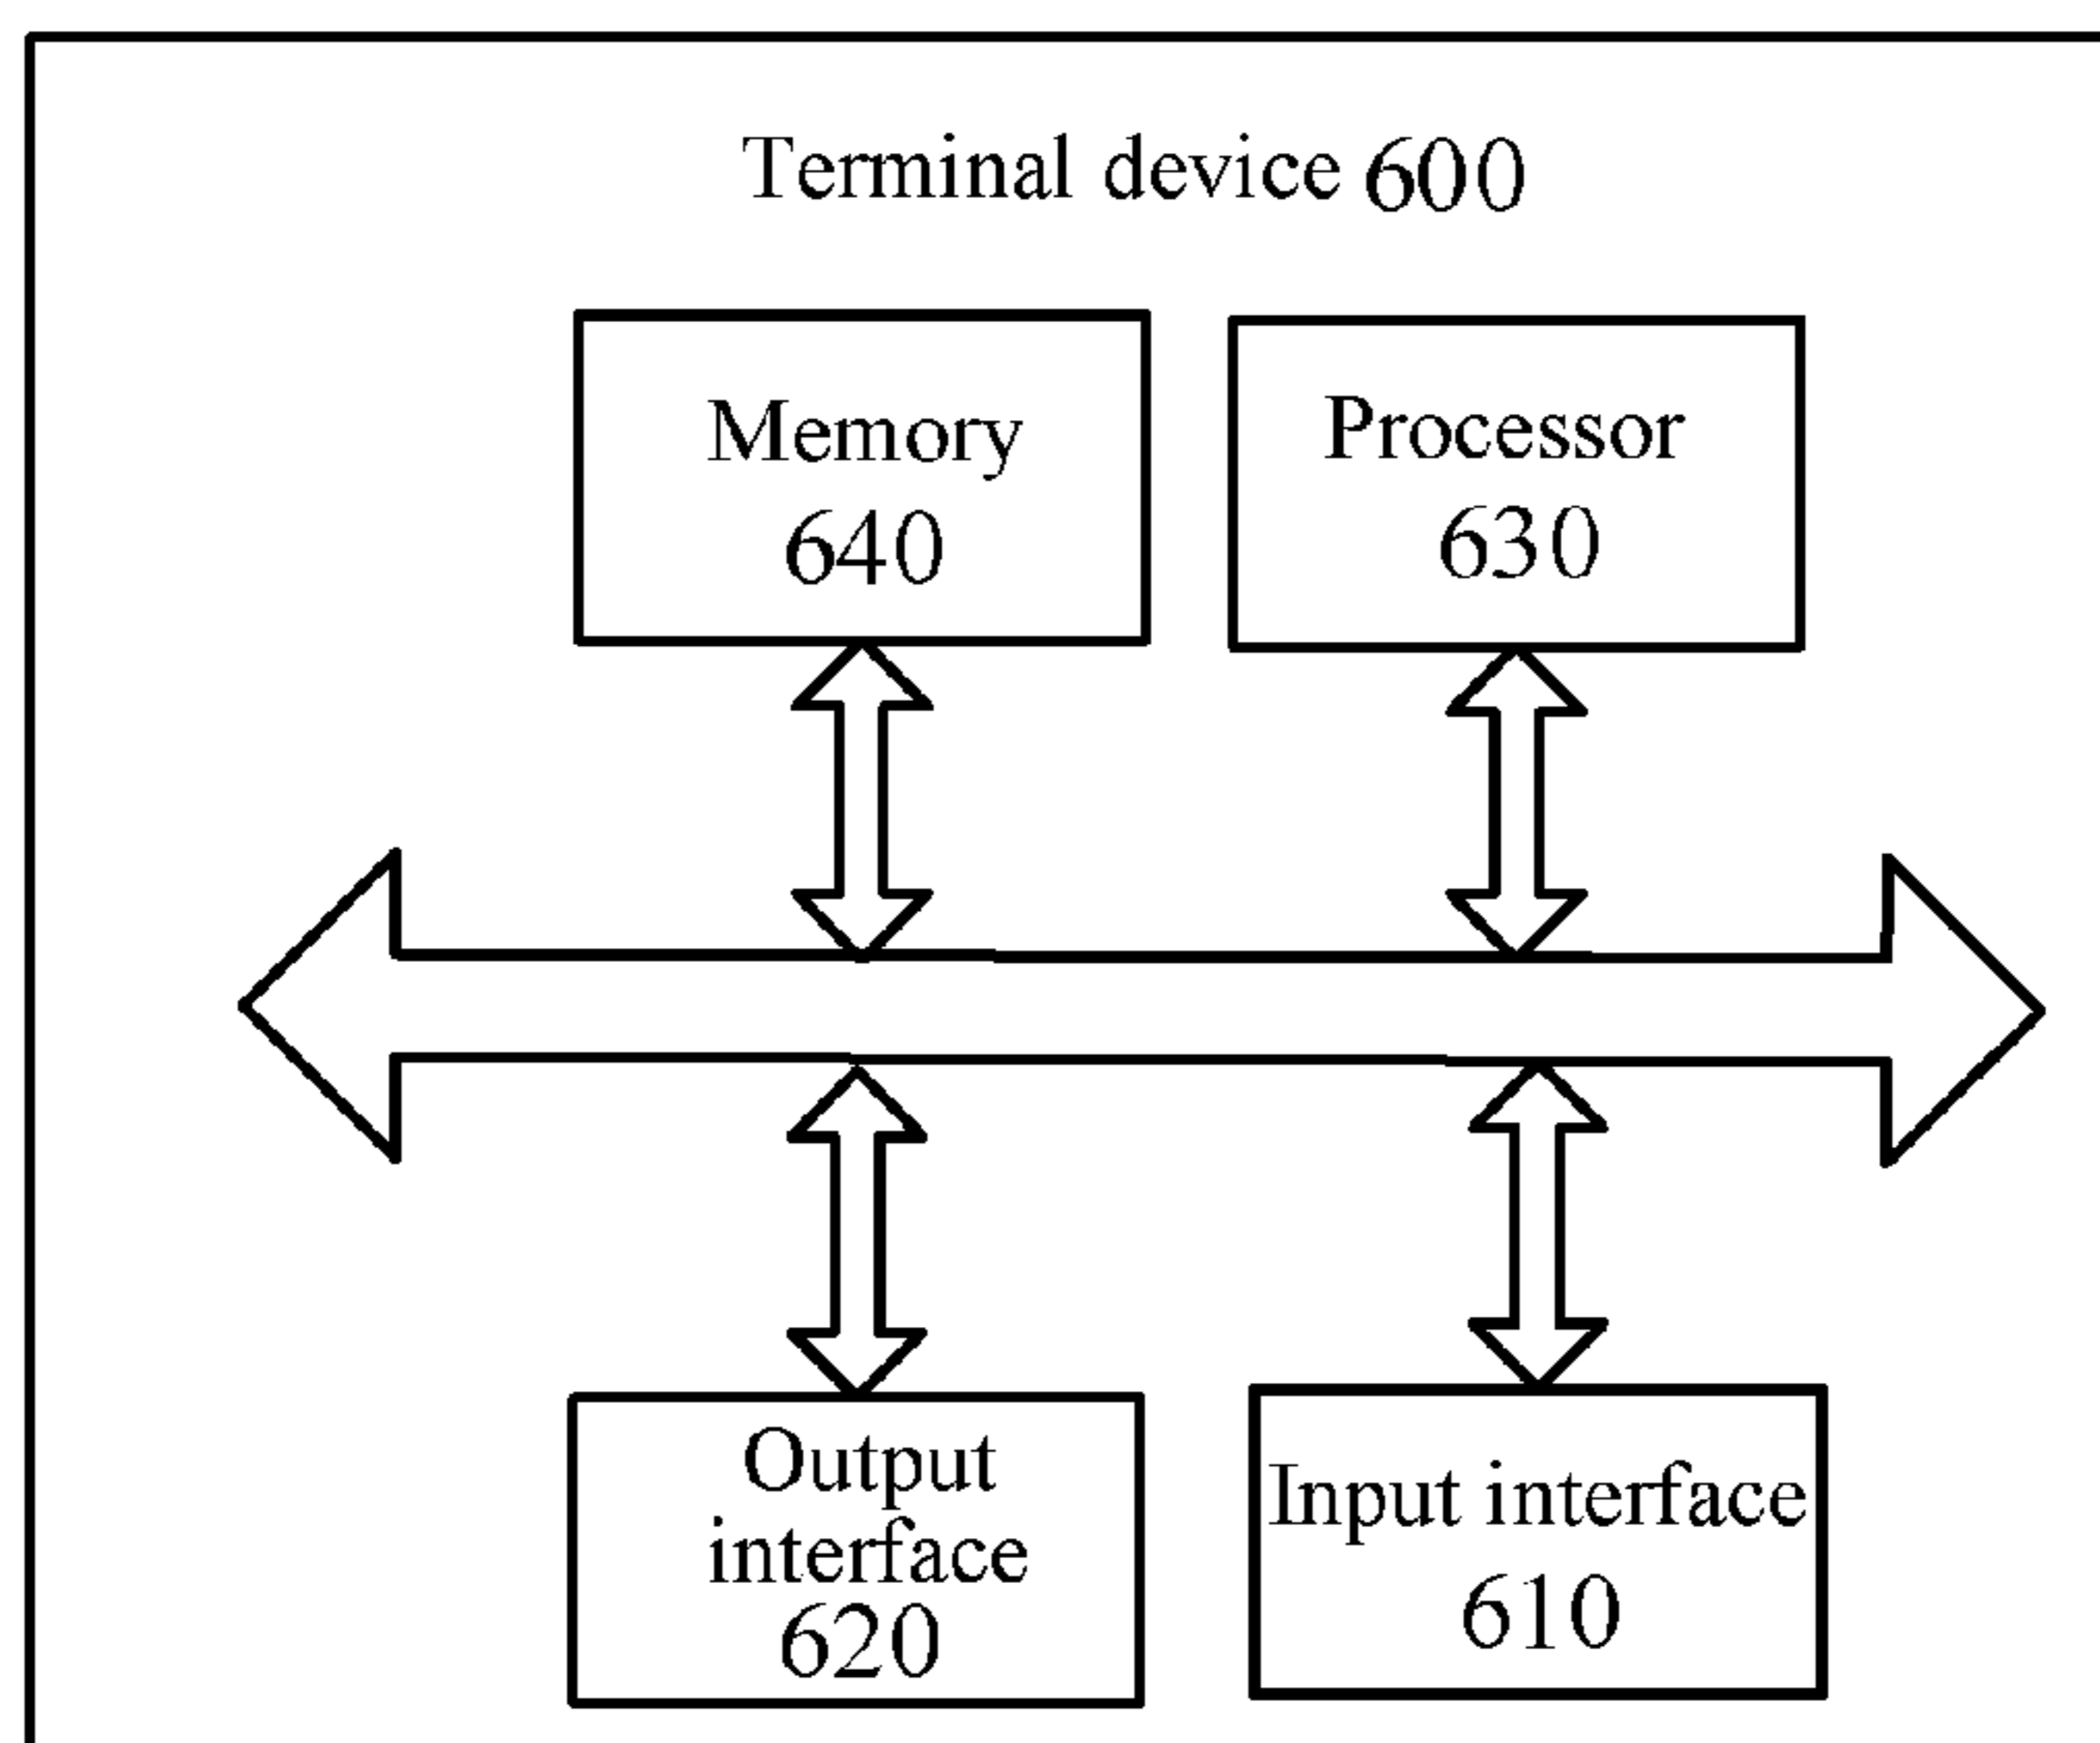 Terminal device 600
Memory
640
Processor
630
Output
interface
620
Input interface
610